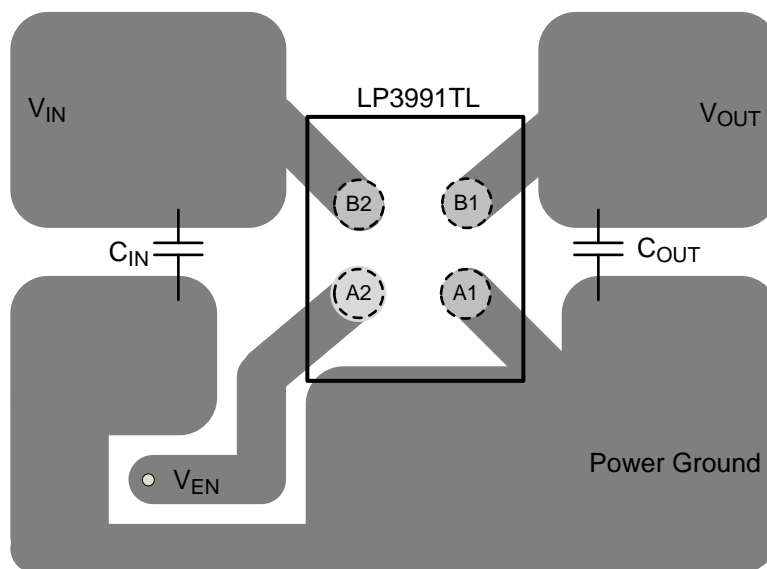 LP3991TL
VIN
VOUT
B2
B1
CIN
COUT
A2
A1
Power Ground
VEN